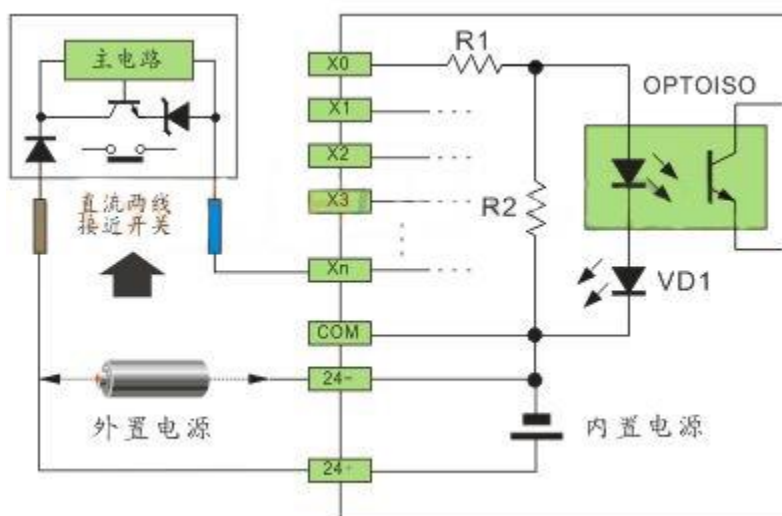 主电路
直流两线
接近开关
外置电源
X0
X1
X2
X3
Xn
COM
24-
24+
R1
R2
OPTOISO
VD1
内置电源